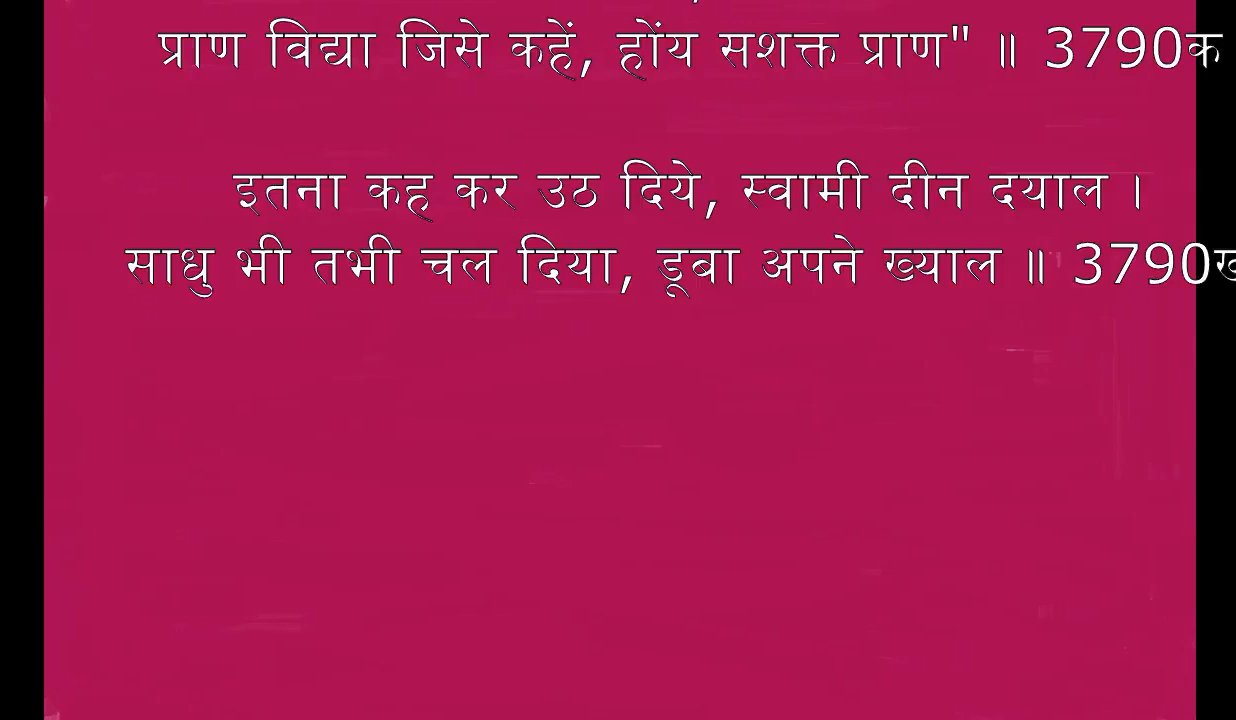 प्राण विद्या जिसे कहें, होंय सशक्त प्राण" ॥ 3790क
इतना कह कर उठ दिये, स्वामी दीन दयाल ।
साधु भी तभी चल दिया, डूबा अपने ख्याल ॥ 3790ख